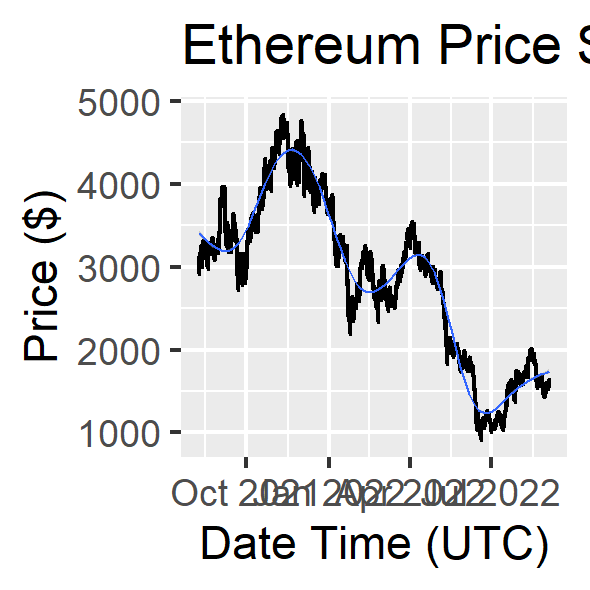 Ethereum Price S
5000
4000
3000
2000
1000
Price ($)
Oct 2021 Jan 2022 Apr 2022 Jul 2022
Date Time (UTC)